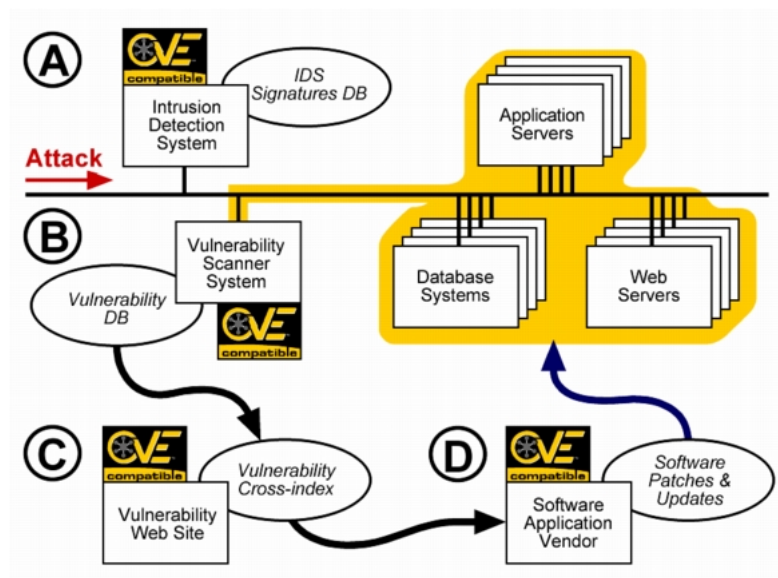 A
CVE
compatible
IDS
Signatures DB
Intrusion
Detection
System
Application
Servers
Attack
B
Vulnerability
Scanner
System
Vulnerability
DB
CVE
compatible
Database
Systems
Web
Servers
C
CVE
compatible
Vulnerability
Cross-index
Vulnerability
Web Site
D
CVE
compatible
Software
Patches &
Updates
Software
Application
Vendor